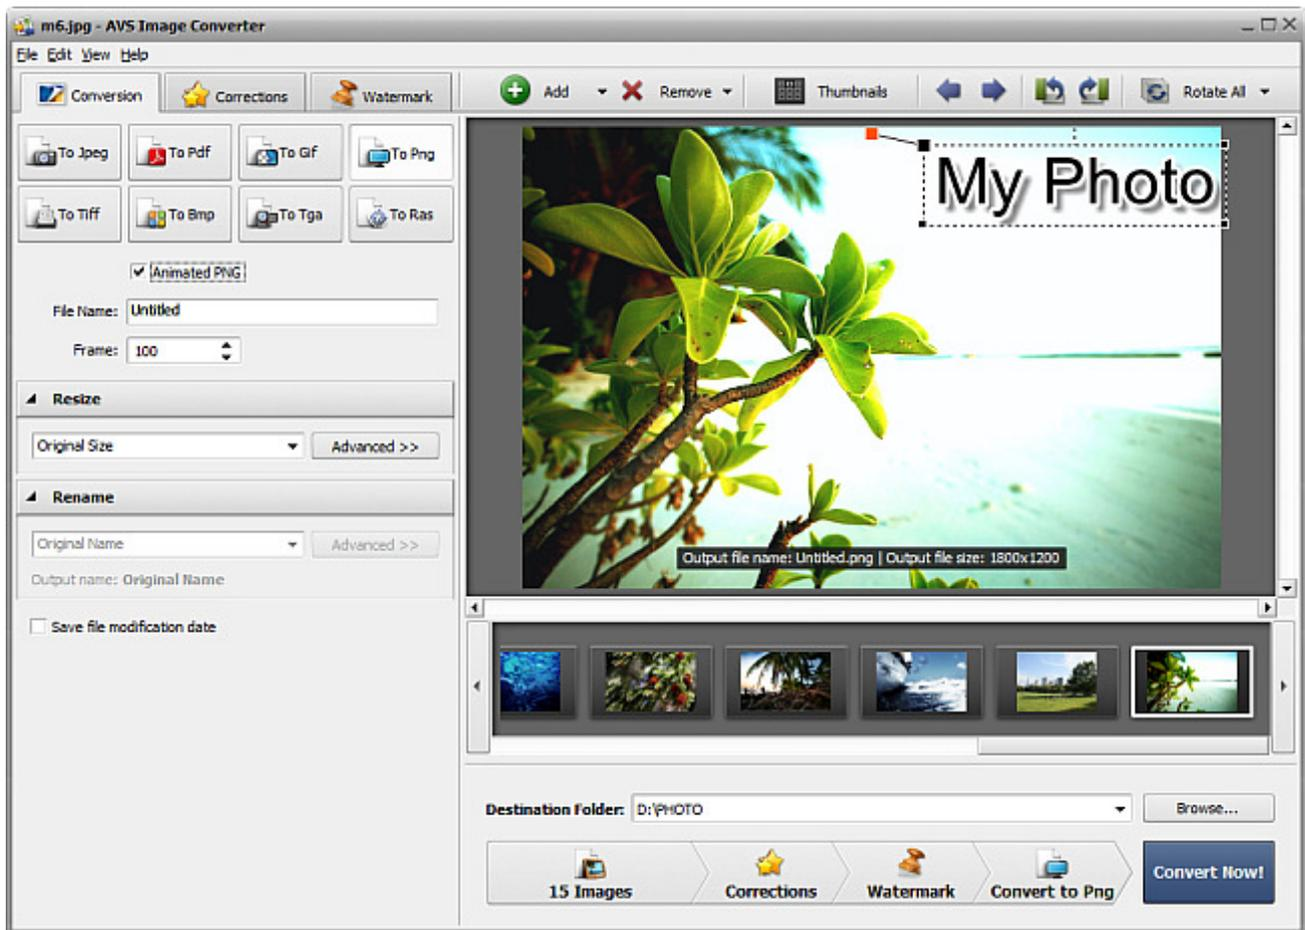 m6.jpg - AVS Image Converter
File Edit View Help
Conversion Corrections Watermark
Add Remove Thumbnails Rotate All
To Jpeg To Pdf To Gif To Png
To Tiff To Bmp To Tga To Ras
Animated PNG
File Name: Untitled
Frame: 100
Resize
Original Size Advanced >>
Rename
Original Name Advanced >>
Output name: Original Name
Save file modification date
My Photo
Output file name: Untitled.png | Output file size: 1800x1200
Destination Folder: D:\PHOTO Browse...
15 Images Corrections Watermark Convert to Png Convert Now!